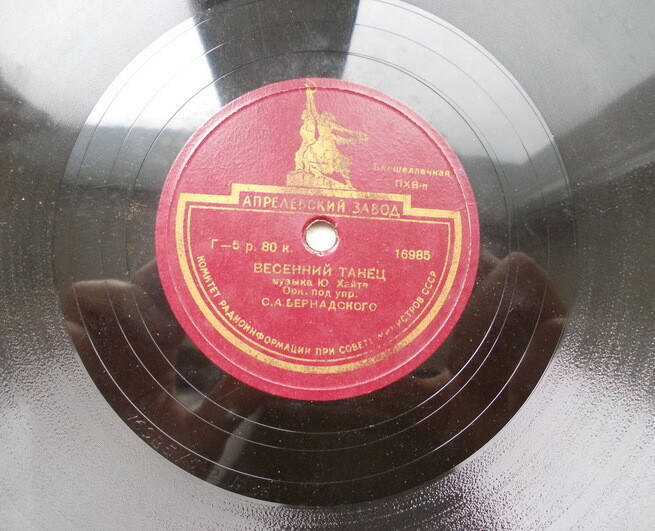 Бесшеллачная
ПХВ-п
АПРЕЛЕВСКИЙ ЗАВОД
Г—5 р. 80 к. 16985
ВЕСЕННИЙ ТАНЕЦ
музыка Ю. Хайта
Орк. под упр.
С.А.БЕРНАДСКОГО
КОМИТЕТ РАДИОИНФОРМАЦИИ ПРИ СОВЕТЕ МИНИСТРОВ СССР